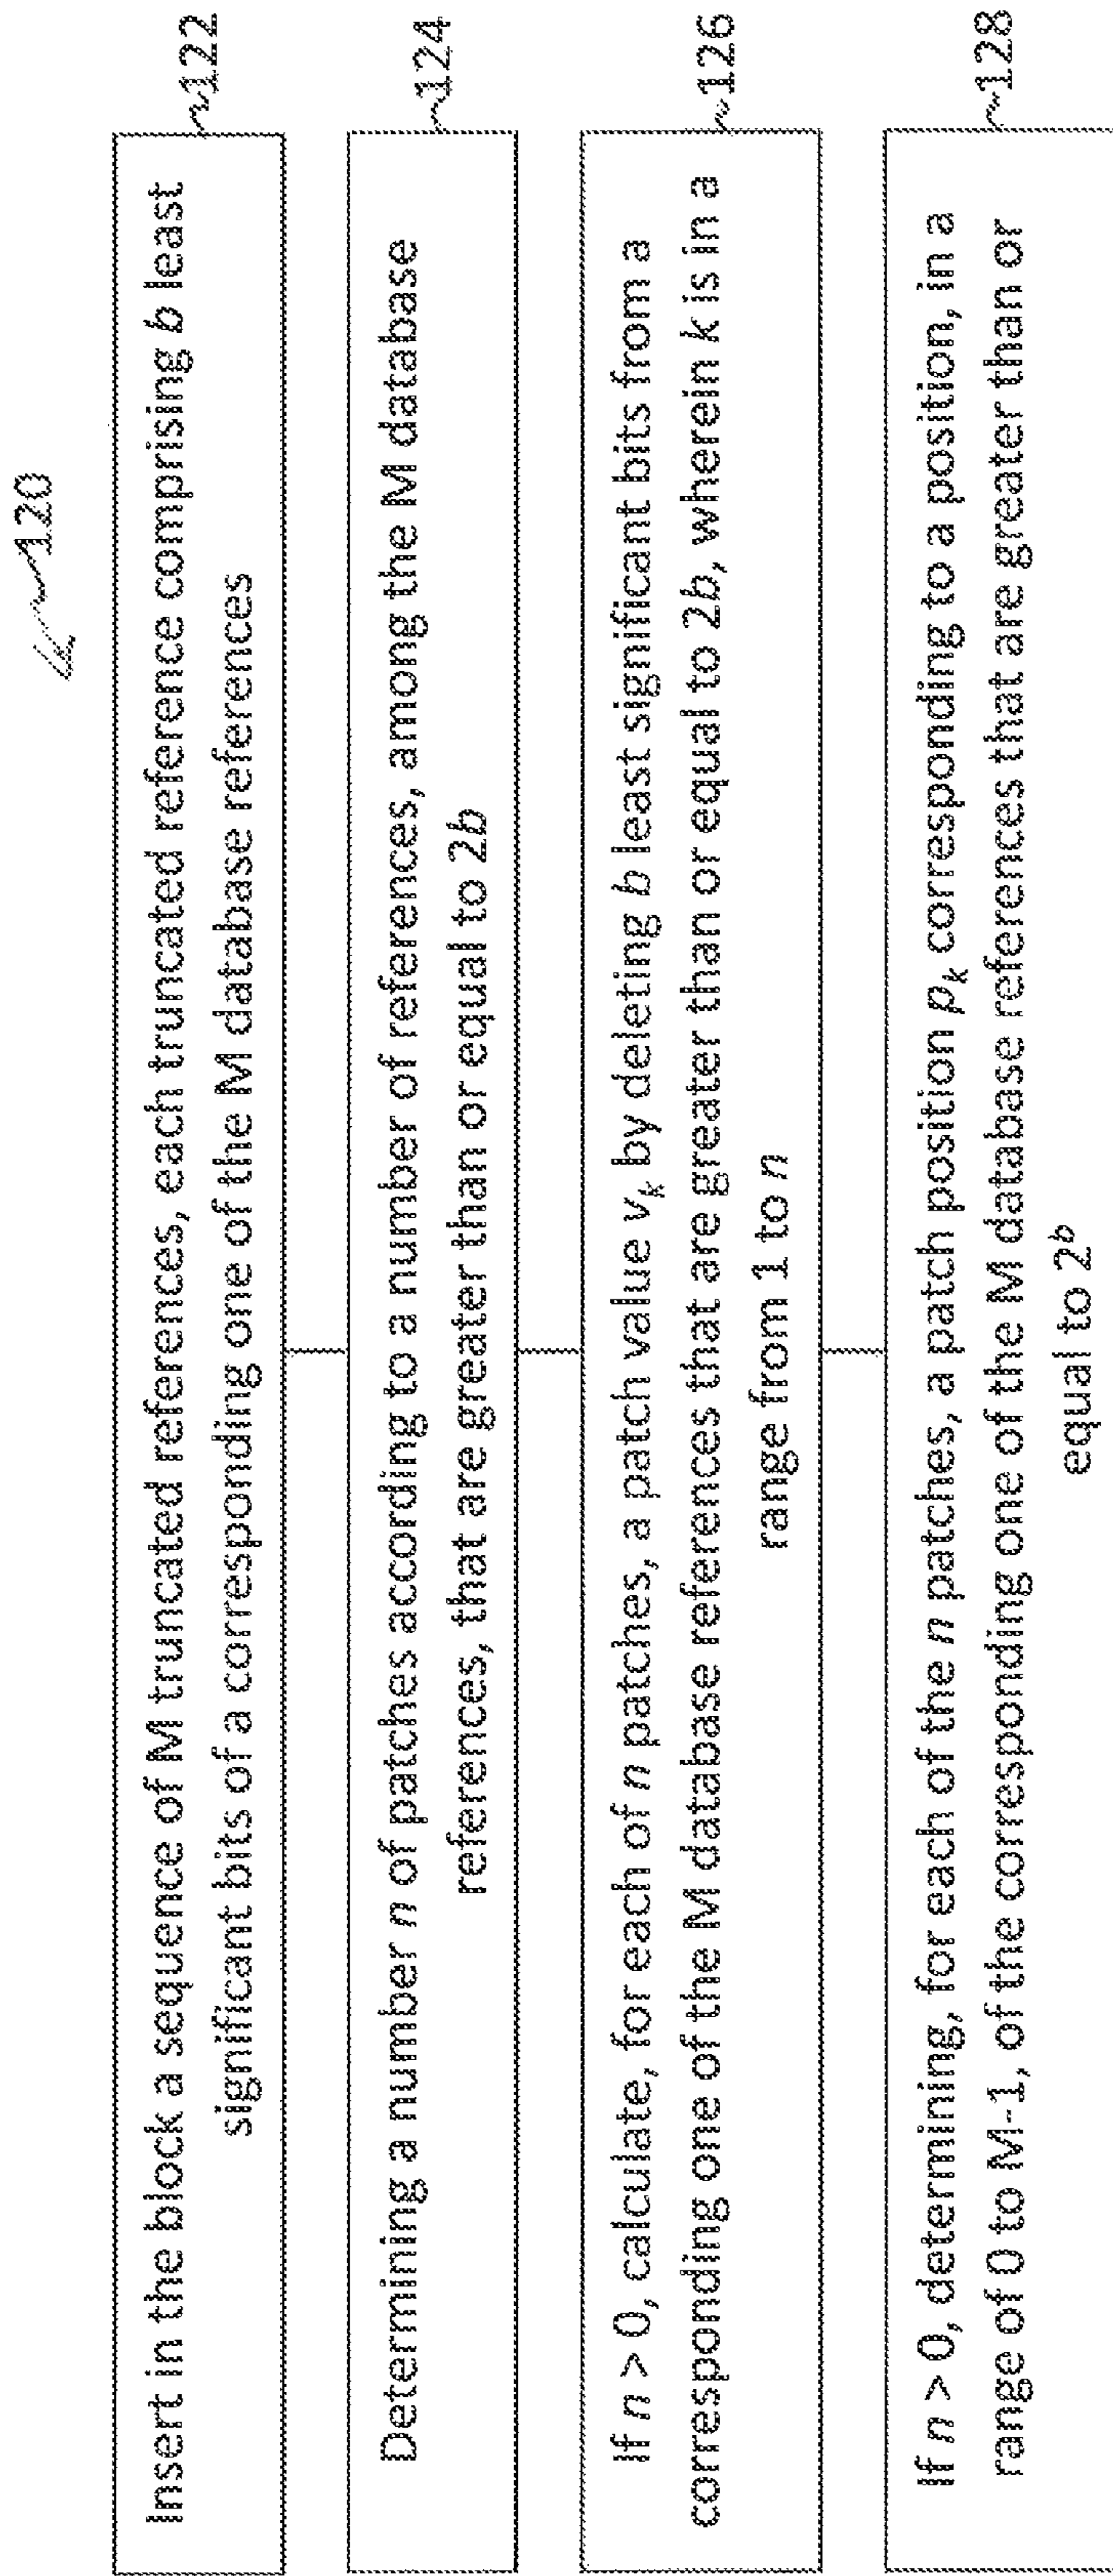 120
Insert in the block a sequence of M truncated references, each truncated reference comprising b least
significant bits of a corresponding one of the M database references
122
Determining a number n of patches according to a number of references, among the M database
references, that are greater than or equal to 2b
124
If n > 0, calculate, for each of n patches, a patch value vk by deleting b least significant bits from a
corresponding one of the M database references that are greater than or equal to 2b, wherein k is in a
range from 1 to n
126
If n > 0, determining, for each of the n patches, a patch position pk corresponding to a position, in a
range of 0 to M-1, of the corresponding one of the M database references that are greater than or
equal to 2^b
128